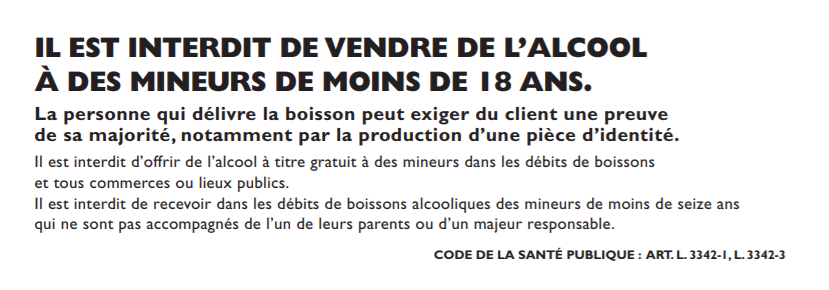 IL EST INTERDIT DE VENDRE DE L’ALCOOL
À DES MINEURS DE MOINS DE 18 ANS.
La personne qui délivre la boisson peut exiger du client une preuve
de sa majorité, notamment par la production d’une pièce d’identité.
Il est interdit d’offrir de l’alcool à titre gratuit à des mineurs dans les débits de boissons
et tous commerces ou lieux publics.
Il est interdit de recevoir dans les débits de boissons alcooliques des mineurs de moins de seize ans
qui ne sont pas accompagnés de l’un de leurs parents ou d’un majeur responsable.
CODE DE LA SANTÉ PUBLIQUE : ART. L. 3342-1, L. 3342-3